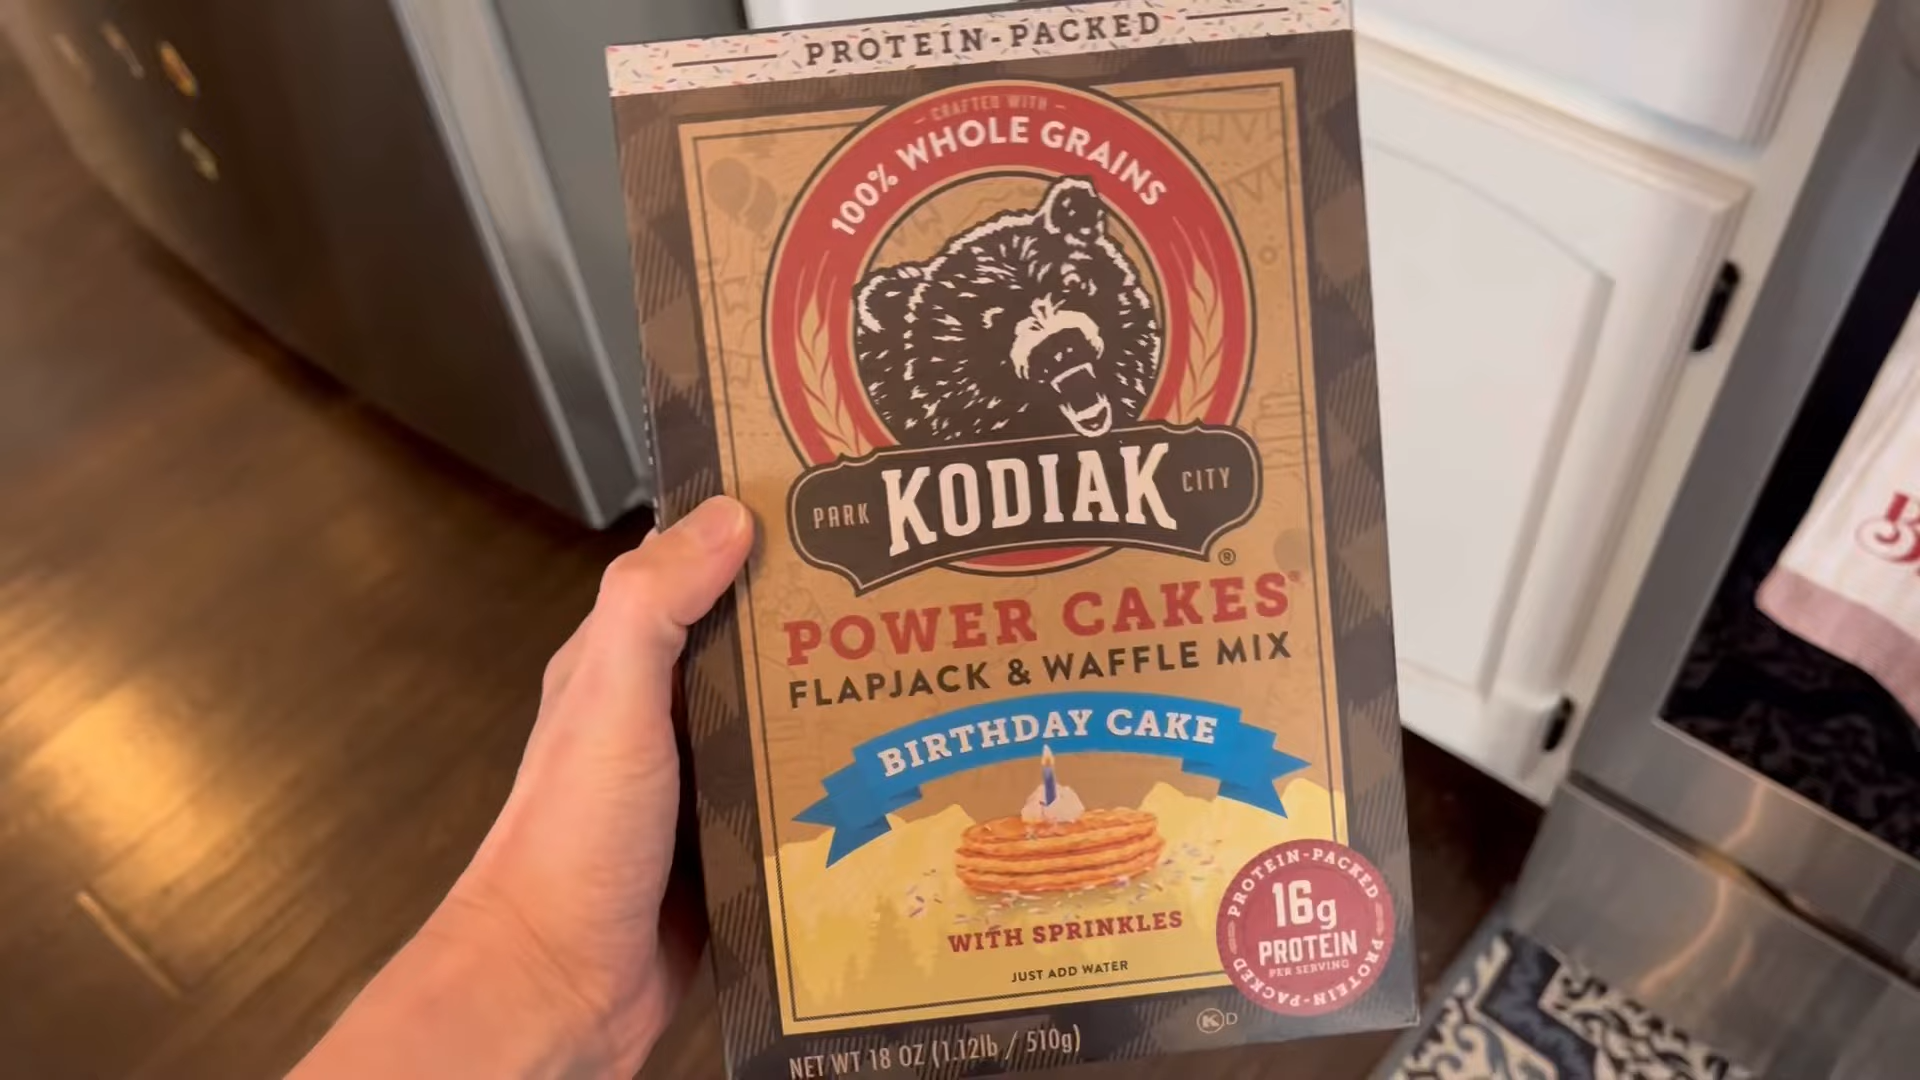 PROTEIN-PACKED
CRAFTED WITH
100% WHOLE GRAINS
PARK KODIAK CITY ®
POWER CAKES®
FLAPJACK & WAFFLE MIX
BIRTHDAY CAKE
WITH SPRINKLES
JUST ADD WATER
PROTEIN-PACKED
16g
PROTEIN
PER SERVING
PROTEIN-PACKED
K D
NET WT 18 OZ (1.12lb / 510g)